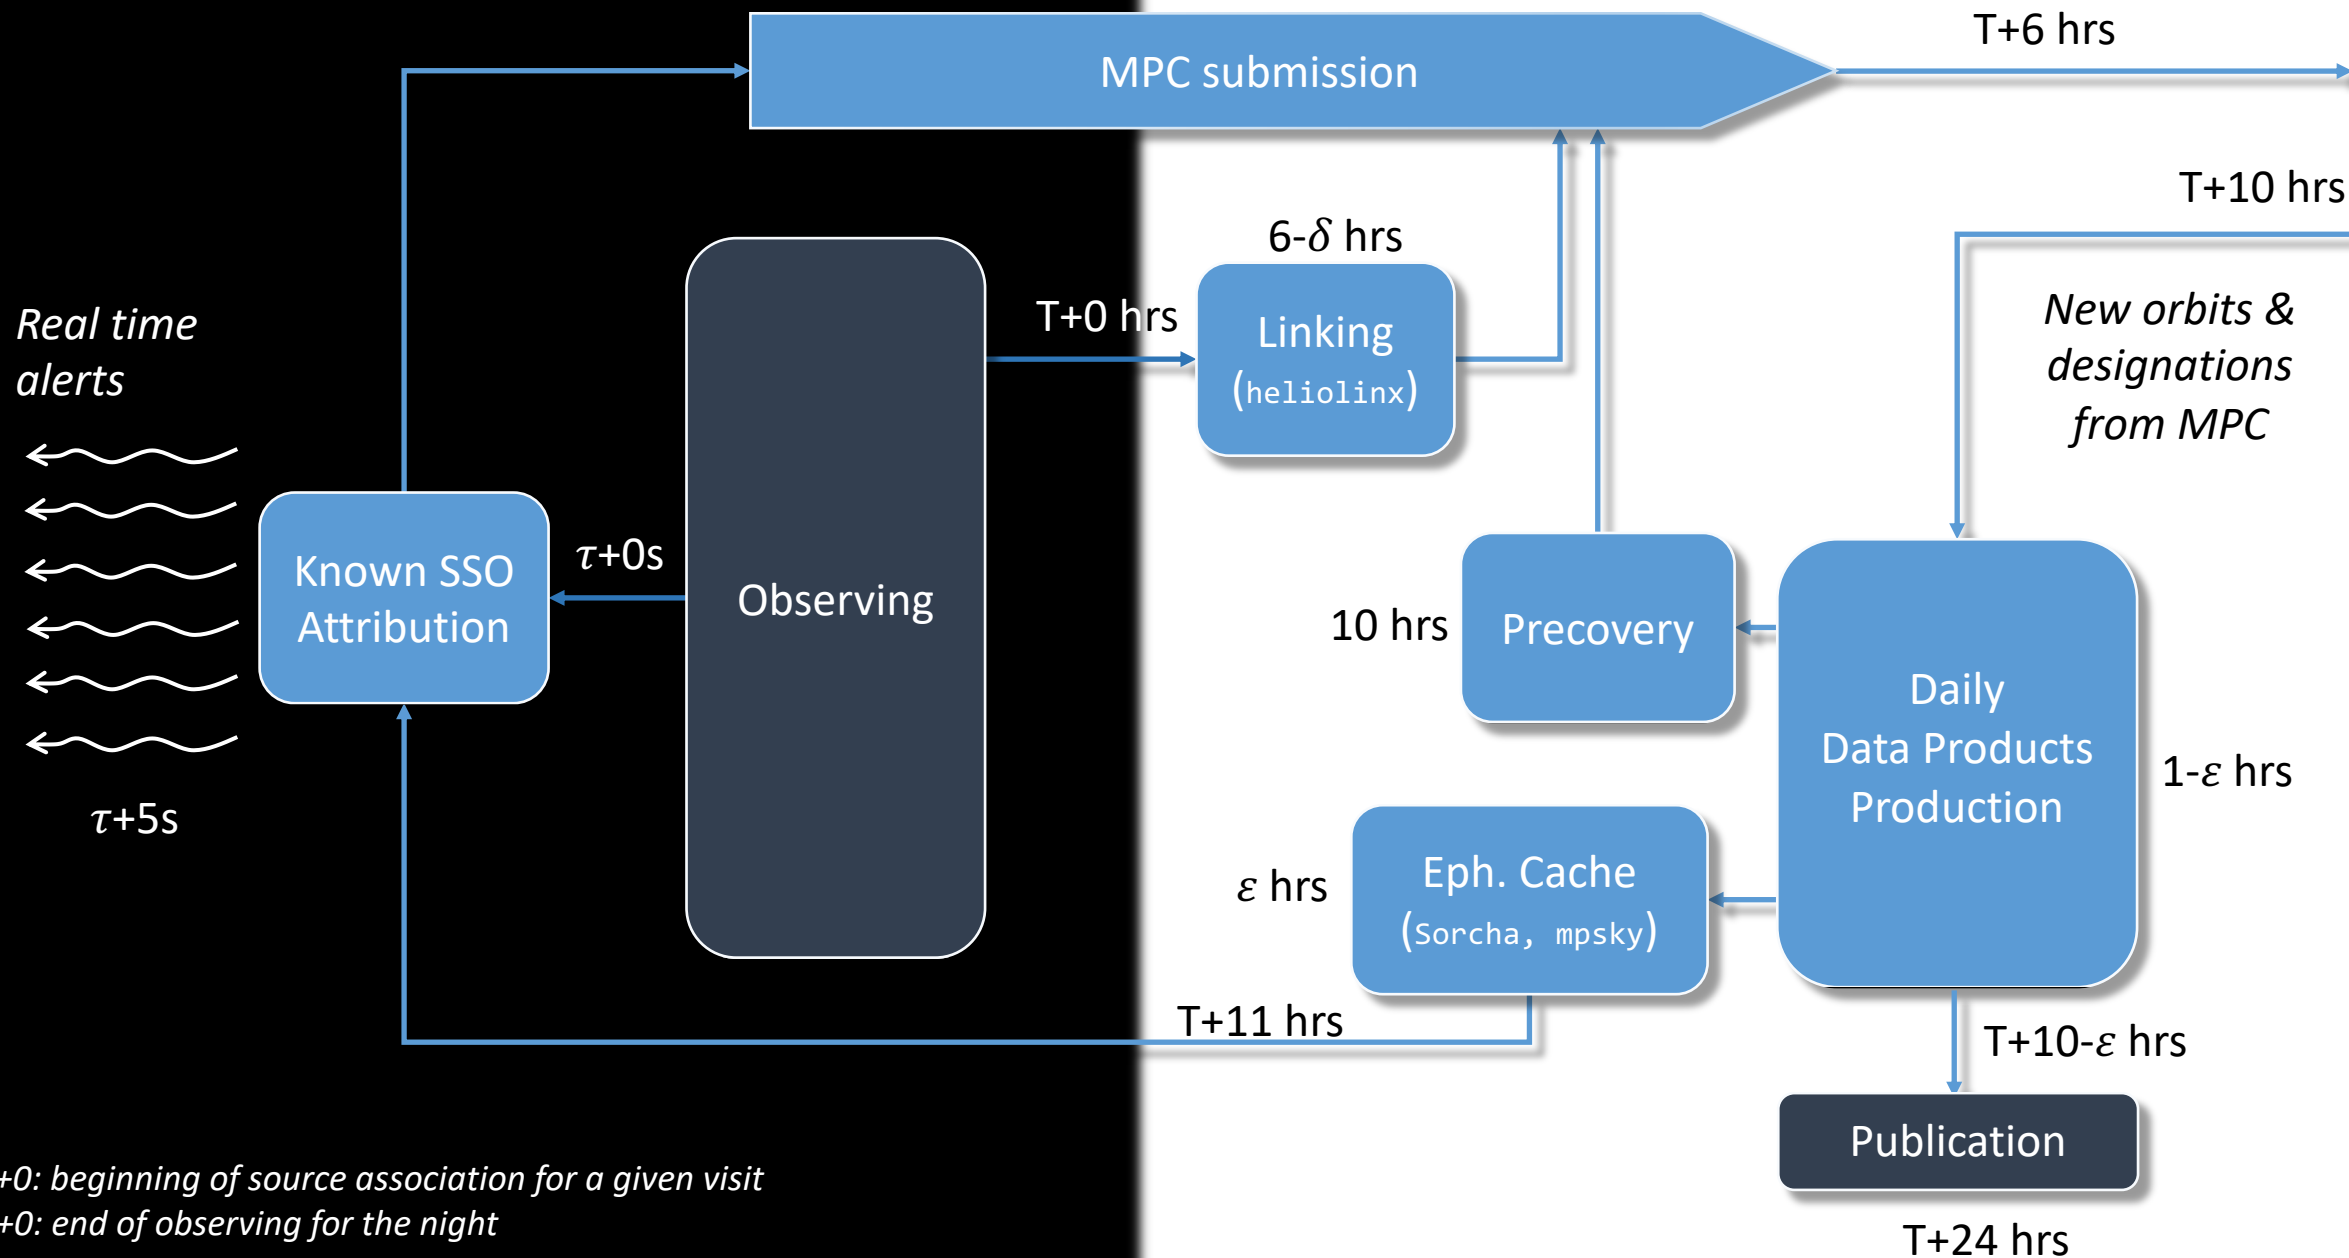 MPC submission
T+6 hrs
T+10 hrs
New orbits &
designations
from MPC
6-δ hrs
T+0 hrs
Linking
(heliolinx)
Real time
alerts
τ+5s
Known SSO
Attribution
τ+0s
Observing
10 hrs
Precovery
Daily
Data Products
Production
1-ε hrs
ε hrs
Eph. Cache
(Sorcha, mpsky)
T+11 hrs
T+10-ε hrs
Publication
T+24 hrs
+0: beginning of source association for a given visit
+0: end of observing for the night